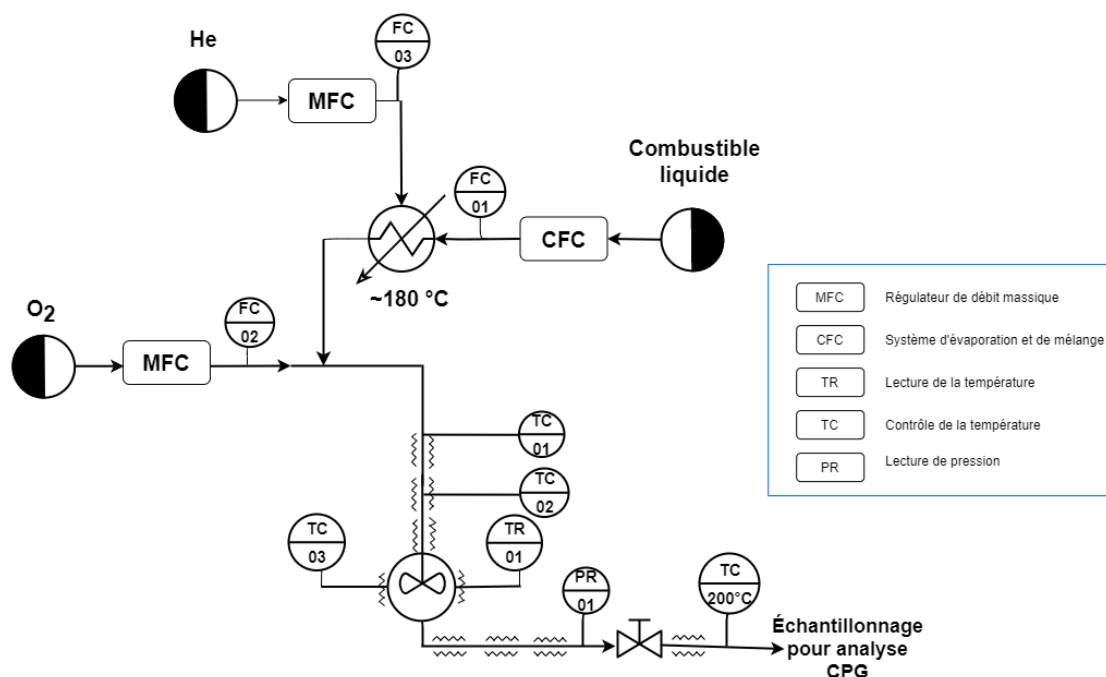 He
FC
03
MFC
Combustible
liquide
FC
01
CFC
~180 °C
O2
FC
02
MFC
MFC
Régulateur de débit massique
CFC
Système d'évaporation et de mélange
TR
Lecture de la température
TC
Contrôle de la température
PR
Lecture de pression
TC
01
TC
02
TC
03
TR
01
PR
01
TC
200°C
Échantillonnage
pour analyse
CPG